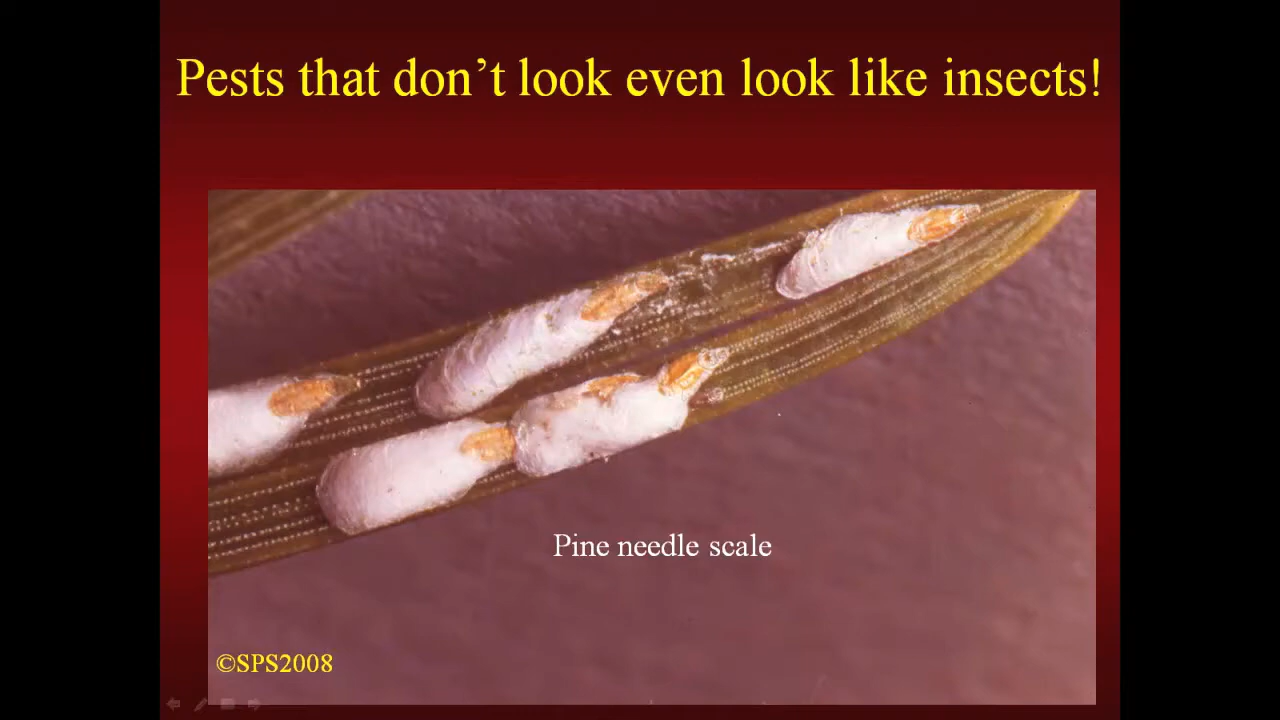 Pests that don’t look even look like insects!
Pine needle scale
©SPS2008